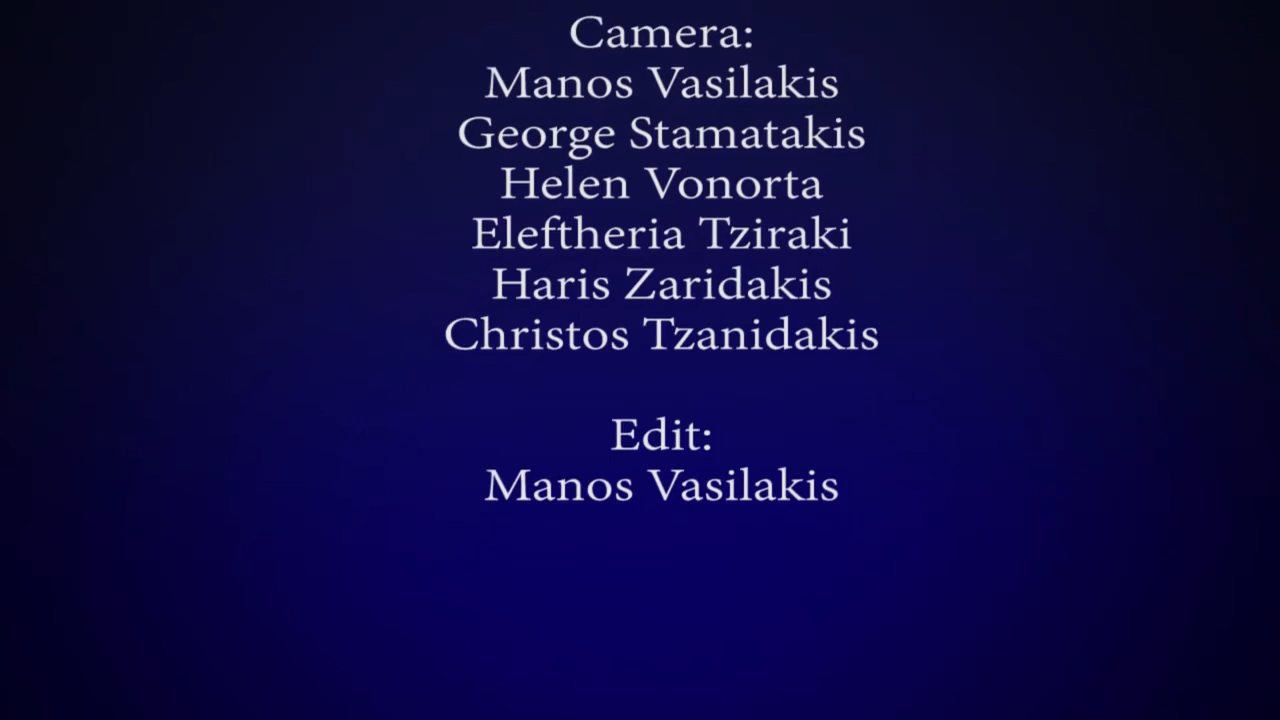 Camera:
Manos Vasilakis
George Stamatakis
Helen Vonorta
Eleftheria Tziraki
Haris Zaridakis
Christos Tzanidakis
Edit:
Manos Vasilakis